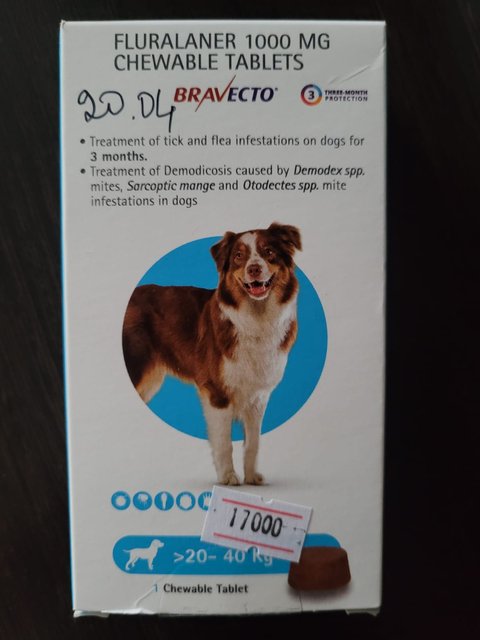 FLURALANER 1000 MG
CHEWABLE TABLETS
20.04
BRAVECTO®
3 THREE-MONTH
PROTECTION
• Treatment of tick and flea infestations on dogs for
3 months.
• Treatment of Demodicosis caused by Demodex spp.
mites, Sarcoptic mange and Otodectes spp. mite
infestations in dogs
17000
>20- 40 Kg
1 Chewable Tablet